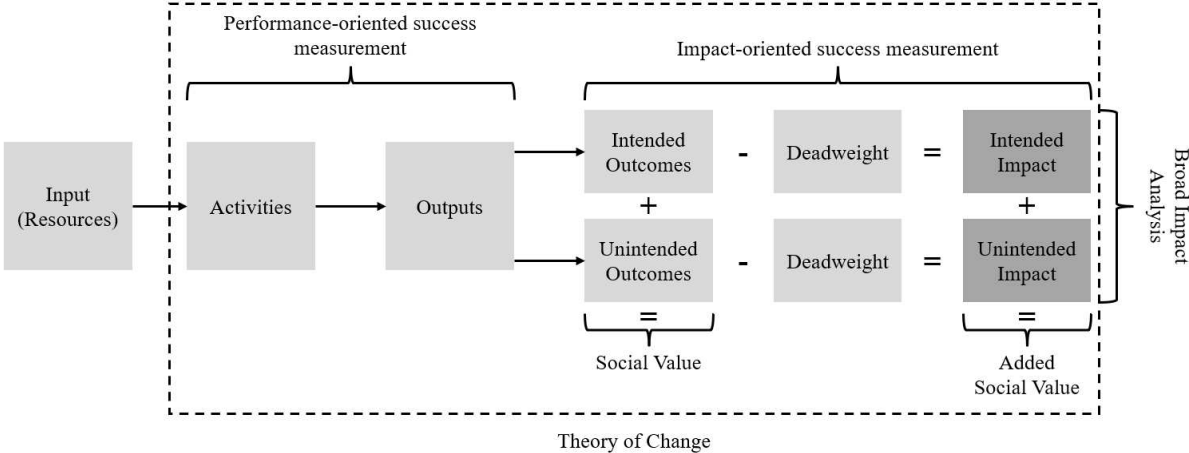 Performance-oriented success
measurement
Impact-oriented success measurement
Input
(Resources)
Activities
Outputs
Intended
Outcomes
-
Deadweight
=
Intended
Impact
+
+
Unintended
Outcomes
-
Deadweight
=
Unintended
Impact
=
=
Social Value
Added
Social Value
Broad Impact
Analysis
Theory of Change